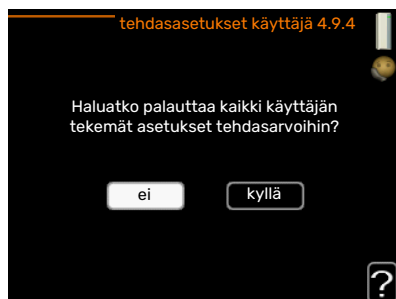 tehdasasetukset käyttäjä 4.9.4
Haluatko palauttaa kaikki käyttäjän
tekemät asetukset tehdasarvoihin?
ei
kyllä
?